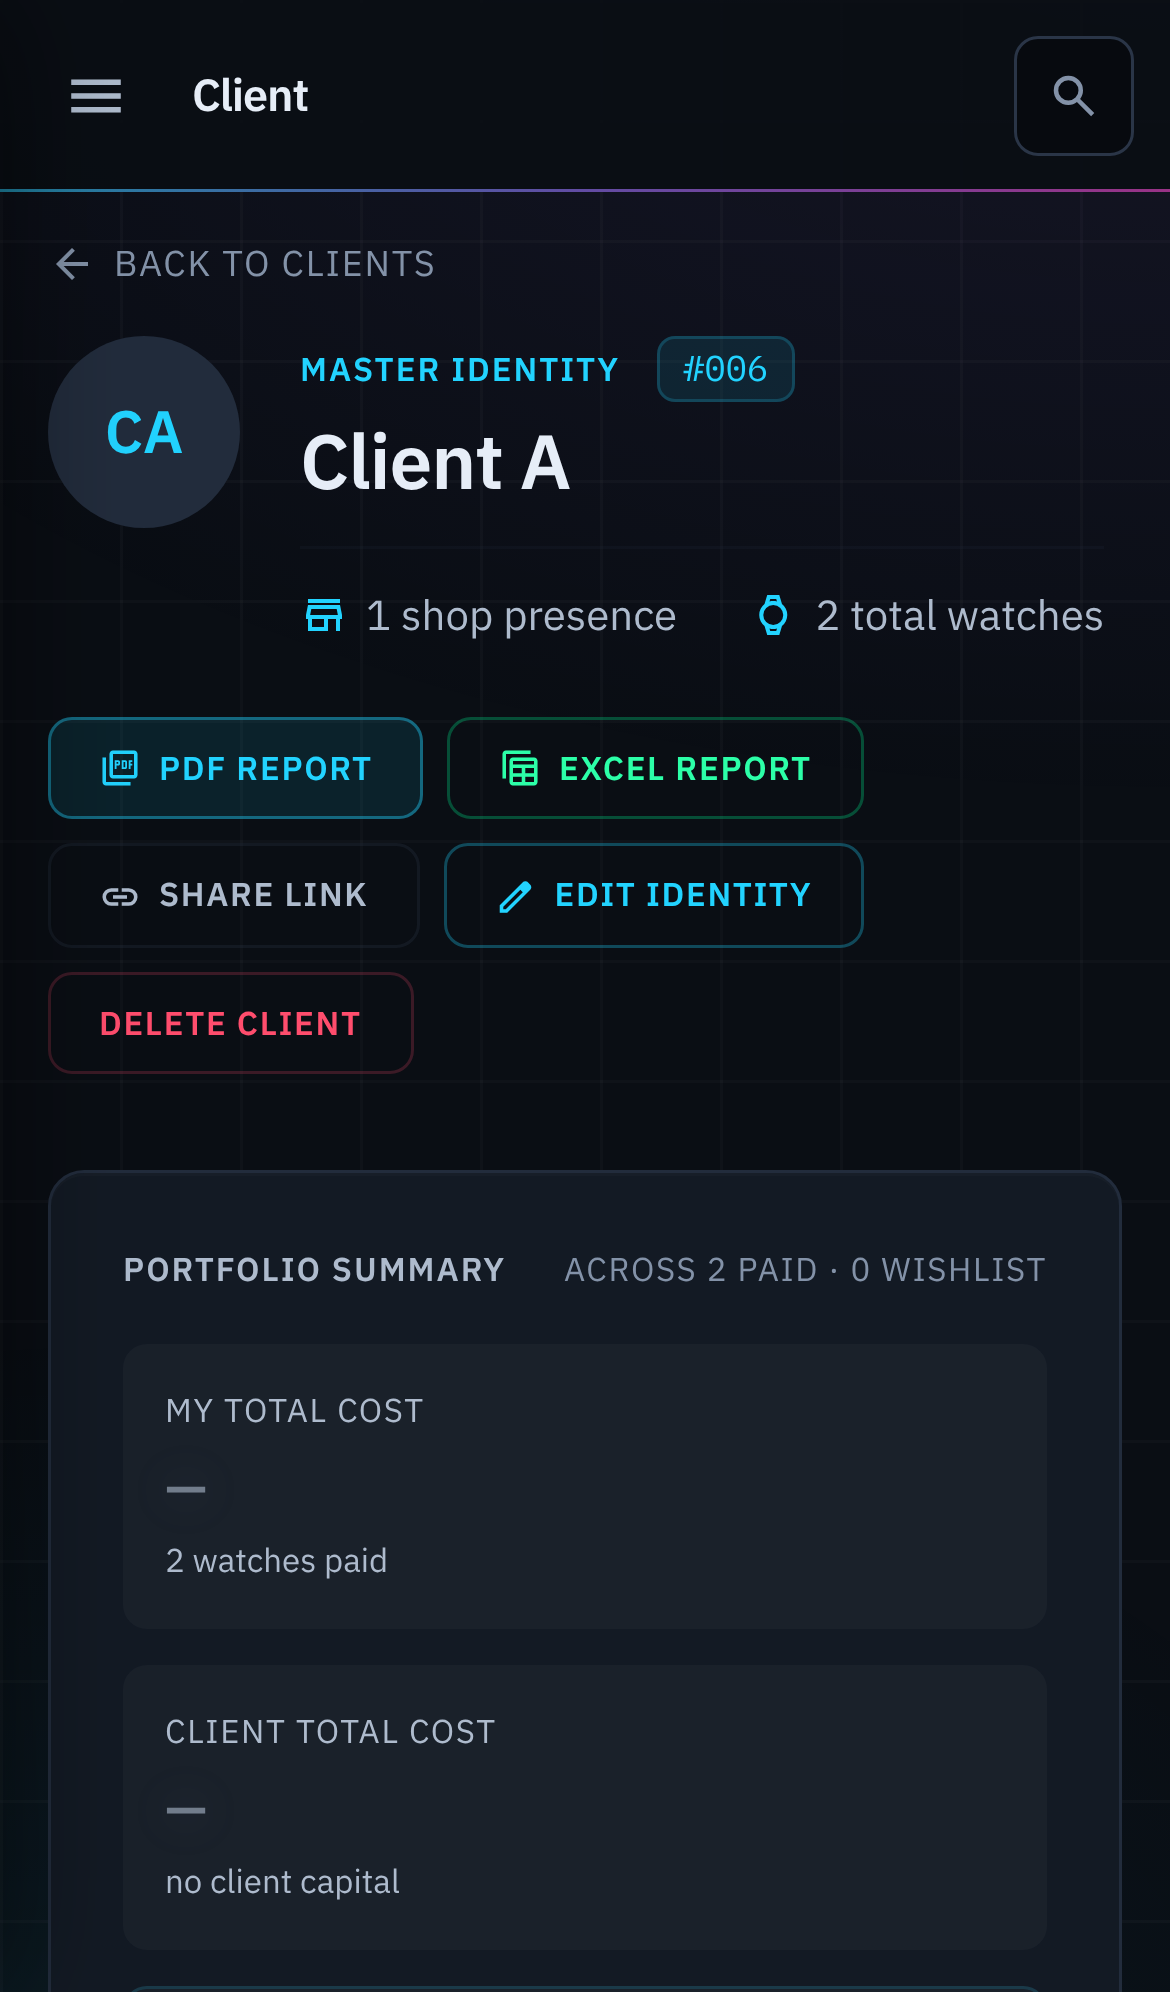 Client
BACK TO CLIENTS
CA
MASTER IDENTITY #006
Client A
1 shop presence 2 total watches
PDF REPORT EXCEL REPORT
SHARE LINK EDIT IDENTITY
DELETE CLIENT
PORTFOLIO SUMMARY ACROSS 2 PAID · 0 WISHLIST
MY TOTAL COST
—
2 watches paid
CLIENT TOTAL COST
—
no client capital